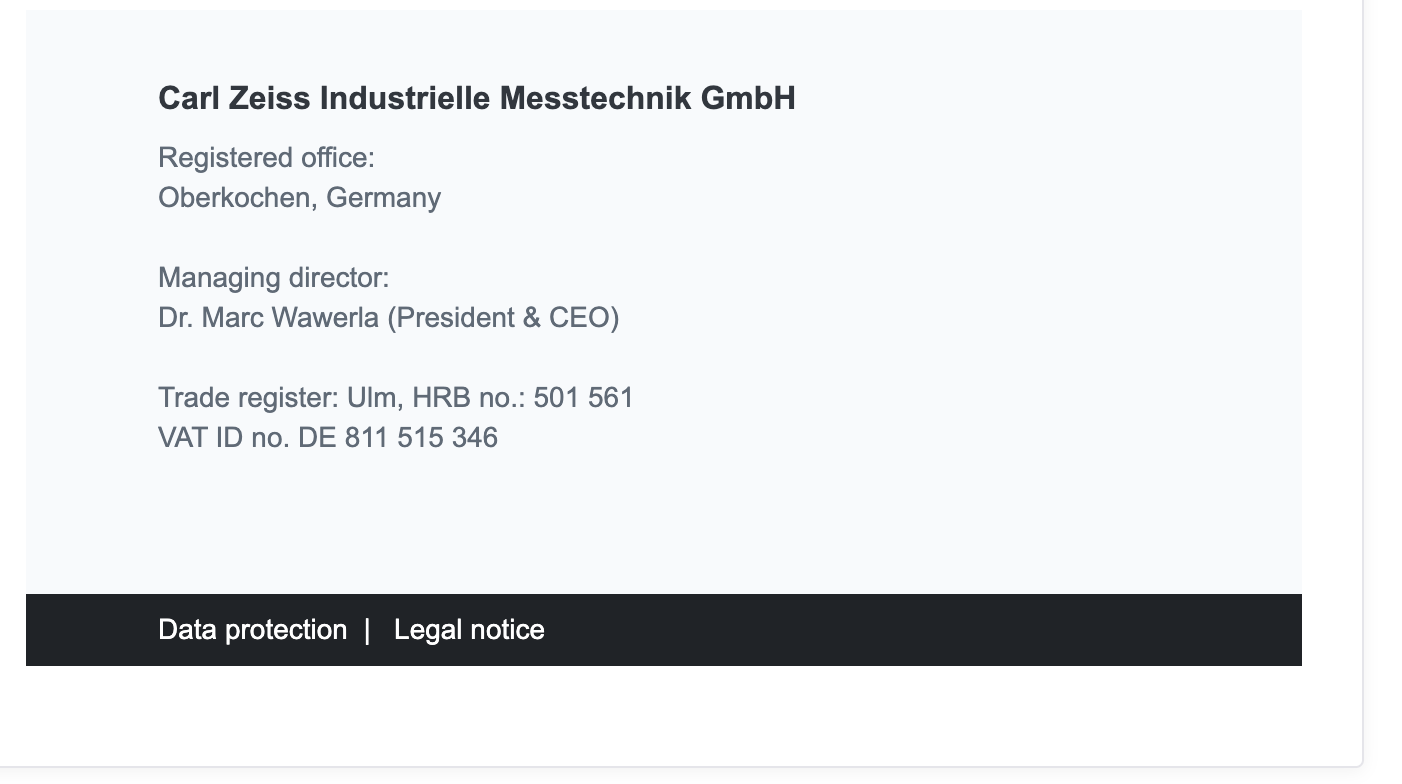 Carl Zeiss Industrielle Messtechnik GmbH
Registered office:
Oberkochen, Germany
Managing director:
Dr. Marc Wawerla (President & CEO)
Trade register: Ulm, HRB no.: 501 561
VAT ID no. DE 811 515 346
Data protection | Legal notice